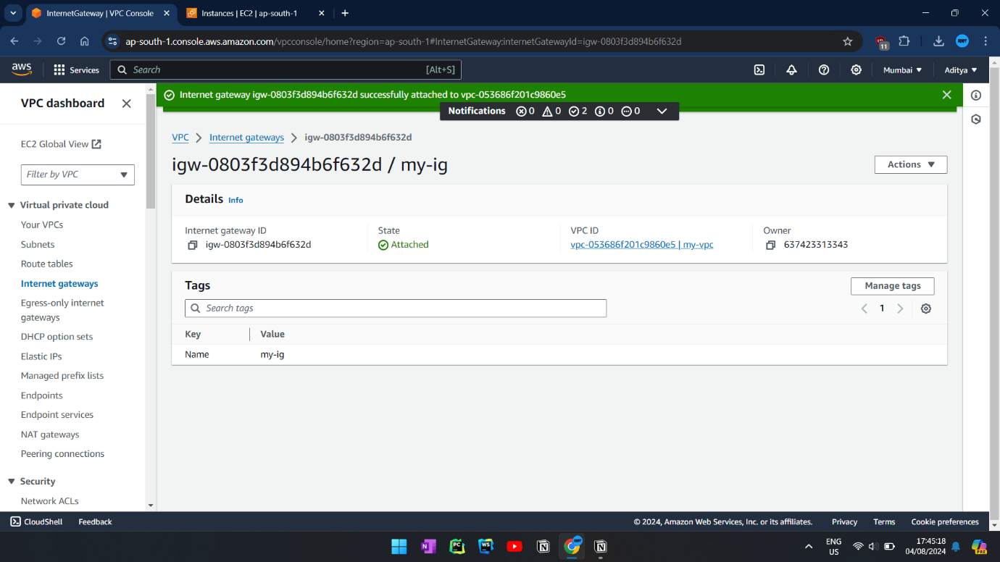 InternetGateway | VPC Console
Instances | EC2 | ap-south-1
ap-south-1.console.aws.amazon.com/vpcconsole/home?region=ap-south-1#InternetGateway:internetGatewayId=igw-0803f3d894b6f632d
11
ABBY
aws
Services
Search [Alt+S]
Mumbai
Aditya
VPC dashboard
EC2 Global View
Filter by VPC
Virtual private cloud
Your VPCs
Subnets
Route tables
Internet gateways
Egress-only internet
gateways
DHCP option sets
Elastic IPs
Managed prefix lists
Endpoints
Endpoint services
NAT gateways
Peering connections
Security
Network ACLs
Internet gateway igw-0803f3d894b6f632d successfully attached to vpc-053686f201c9860e5
Notifications 0 0 2 0 0
VPC > Internet gateways > igw-0803f3d894b6f632d
igw-0803f3d894b6f632d / my-ig
Actions
Details Info
Internet gateway ID
igw-0803f3d894b6f632d
State
Attached
VPC ID
vpc-053686f201c9860e5 | my-vpc
Owner
637423313343
Tags
Manage tags
Search tags
1
Key Value
Name my-ig
CloudShell Feedback © 2024, Amazon Web Services, Inc. or its affiliates. Privacy Terms Cookie preferences
N
PC
WS
N
N
ENG
US
17:45:18
04/08/2024
PRE